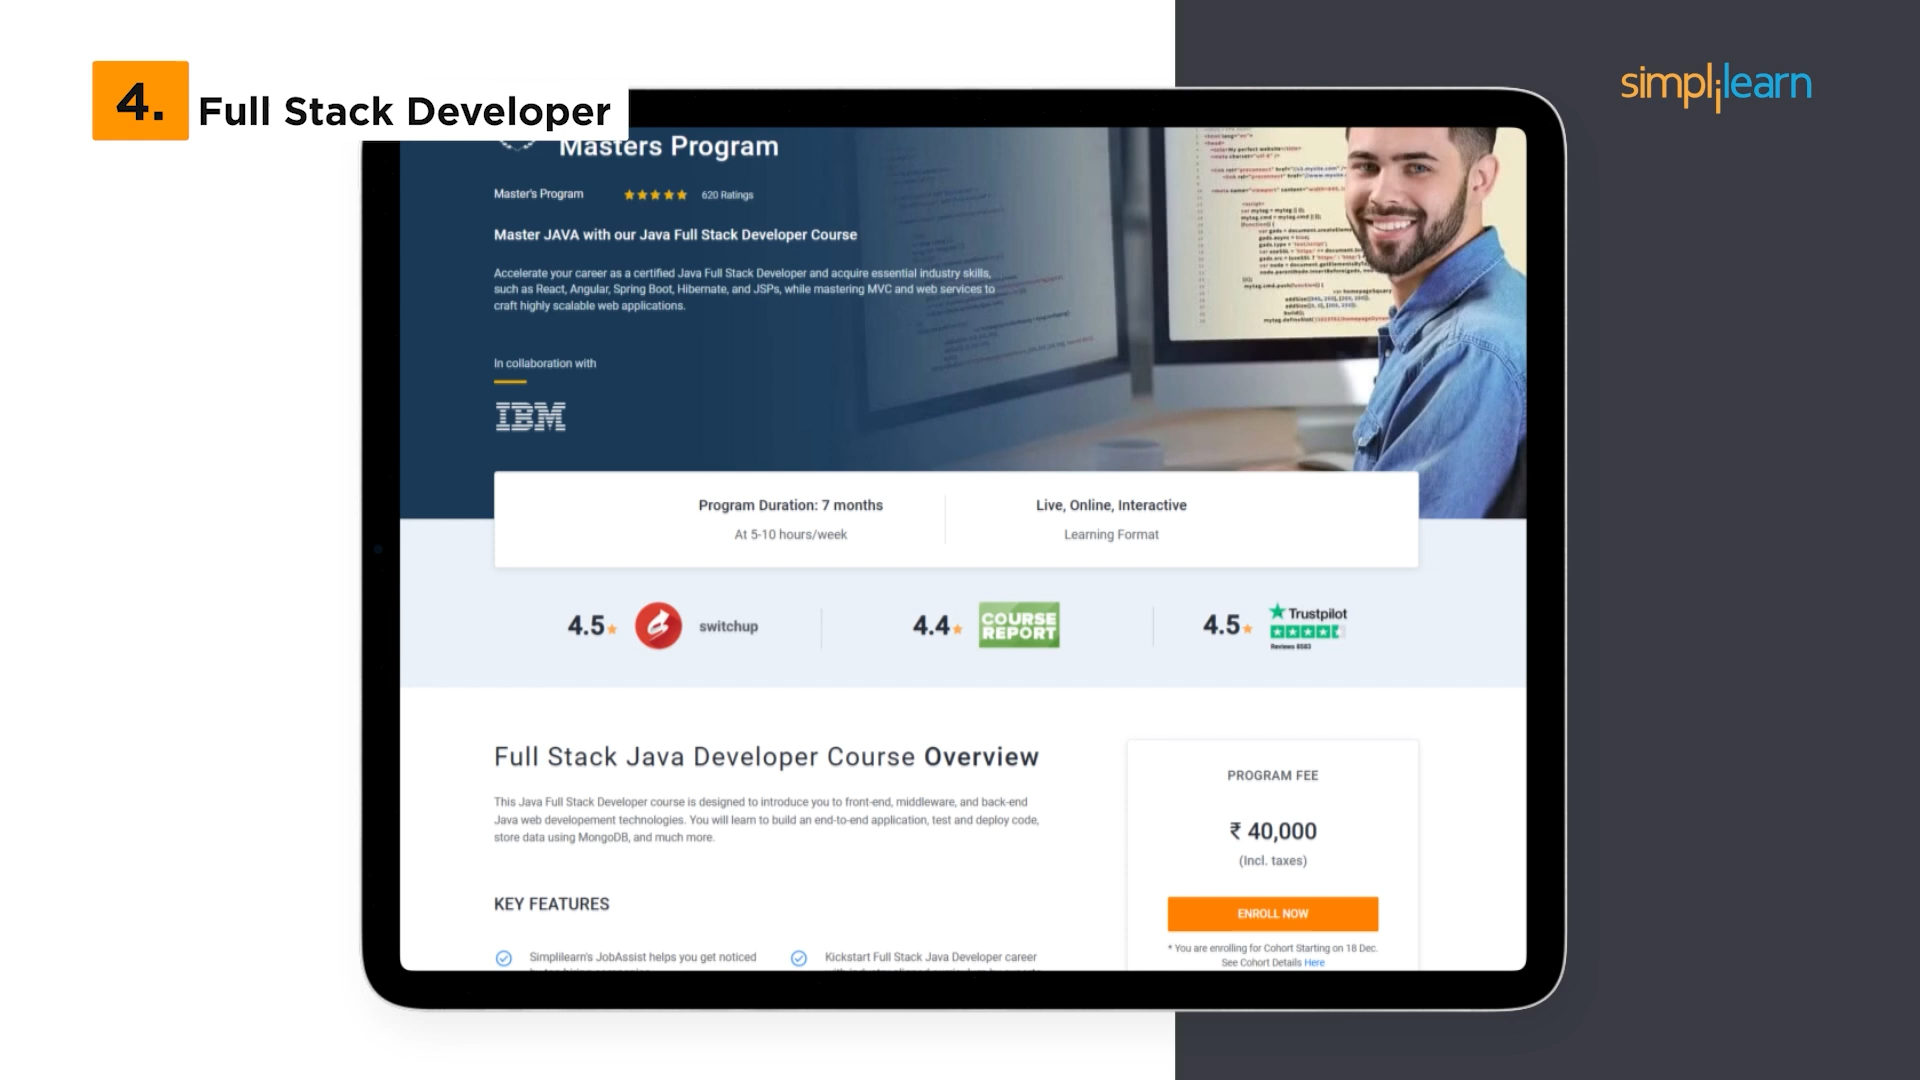 4. Full Stack Developer
simplilearn
Masters Program
Master's Program
620 Ratings
Master JAVA with our Java Full Stack Developer Course
Accelerate your career as a certified Java Full Stack Developer and acquire essential industry skills,
such as React, Angular, Spring Boot, Hibernate, and JSPs, while mastering MVC and web services to
craft highly scalable web applications.
In collaboration with
IBM
Program Duration: 7 months
At 5-10 hours/week
Live, Online, Interactive
Learning Format
4.5
switchup
4.4
COURSE
REPORT
4.5
Trustpilot
Reviews 8583
Full Stack Java Developer Course Overview
This Java Full Stack Developer course is designed to introduce you to front-end, middleware, and back-end
Java web developement technologies. You will learn to build an end-to-end application, test and deploy code,
store data using MongoDB, and much more.
PROGRAM FEE
₹ 40,000
(Incl. taxes)
ENROLL NOW
* You are enrolling for Cohort Starting on 18 Dec.
See Cohort Details Here
KEY FEATURES
Simplilearn's JobAssist helps you get noticed
Kickstart Full Stack Java Developer career